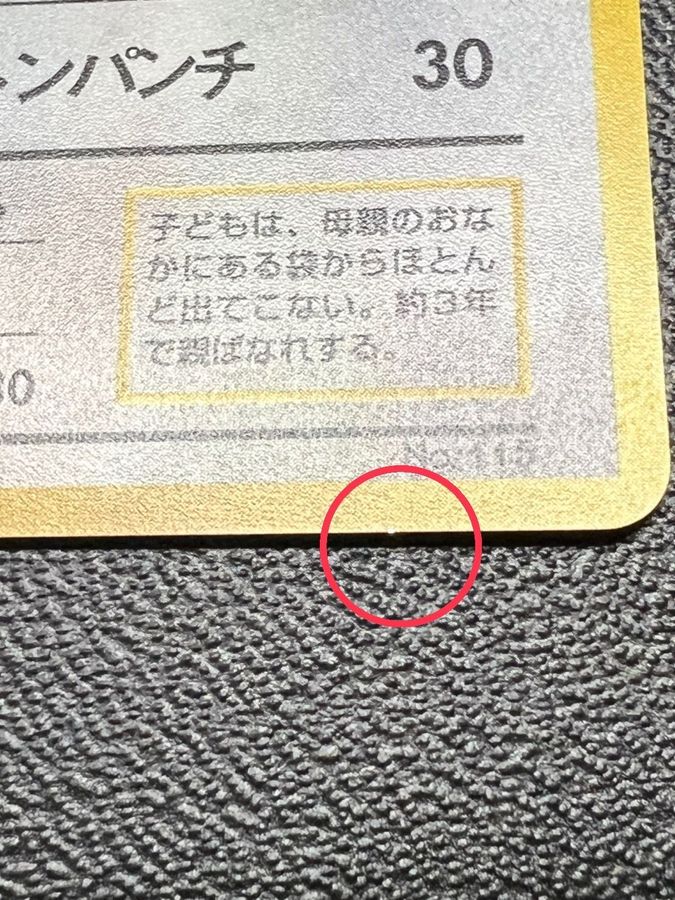 ンパンチ 30
子どもは、母親のおな
かにある袋からほとん
ど出てこない。約3年
で親ばなれする。
30
No.115